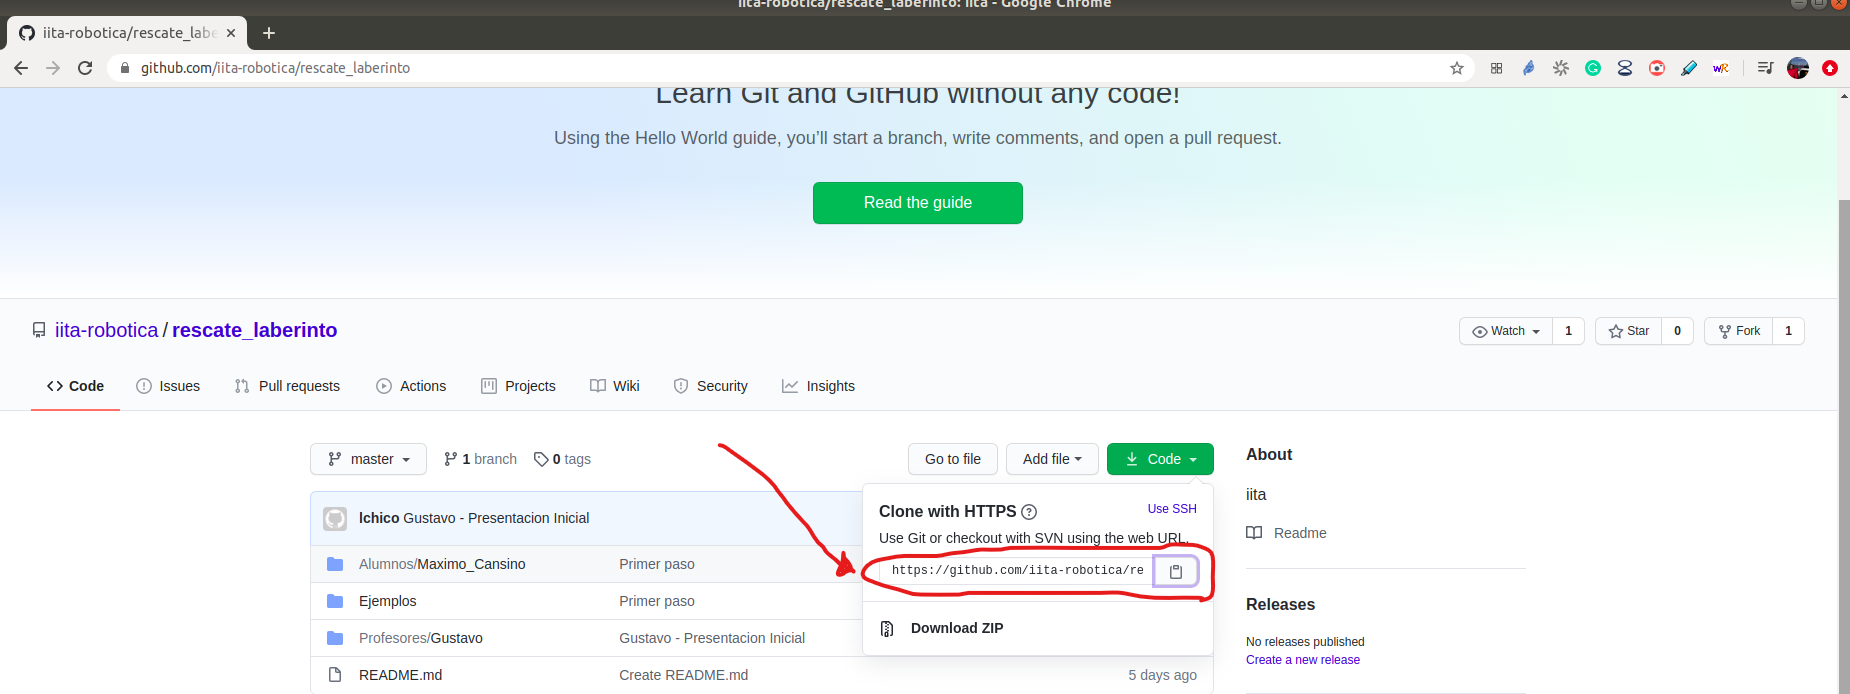 iita-robotica/rescate_laberinto: iita - Google Chrome
iita-robotica/rescate_labe
github.com/iita-robotica/rescate_laberinto
Learn Git and GitHub without any code!
Using the Hello World guide, you’ll start a branch, write comments, and open a pull request.
Read the guide
iita-robotica / rescate_laberinto
Watch 1 Star 0 Fork 1
Code Issues Pull requests Actions Projects Wiki Security Insights
master 1 branch 0 tags Go to file Add file Code
lchico Gustavo - Presentacion Inicial
Alumnos/Maximo_Cansino Primer paso
Ejemplos Primer paso
Profesores/Gustavo Gustavo - Presentacion Inicial
README.md Create README.md 5 days ago
Clone with HTTPS ? Use SSH
Use Git or checkout with SVN using the web URL.
https://github.com/iita-robotica/re
Download ZIP
About
iita
Readme
Releases
No releases published
Create a new release